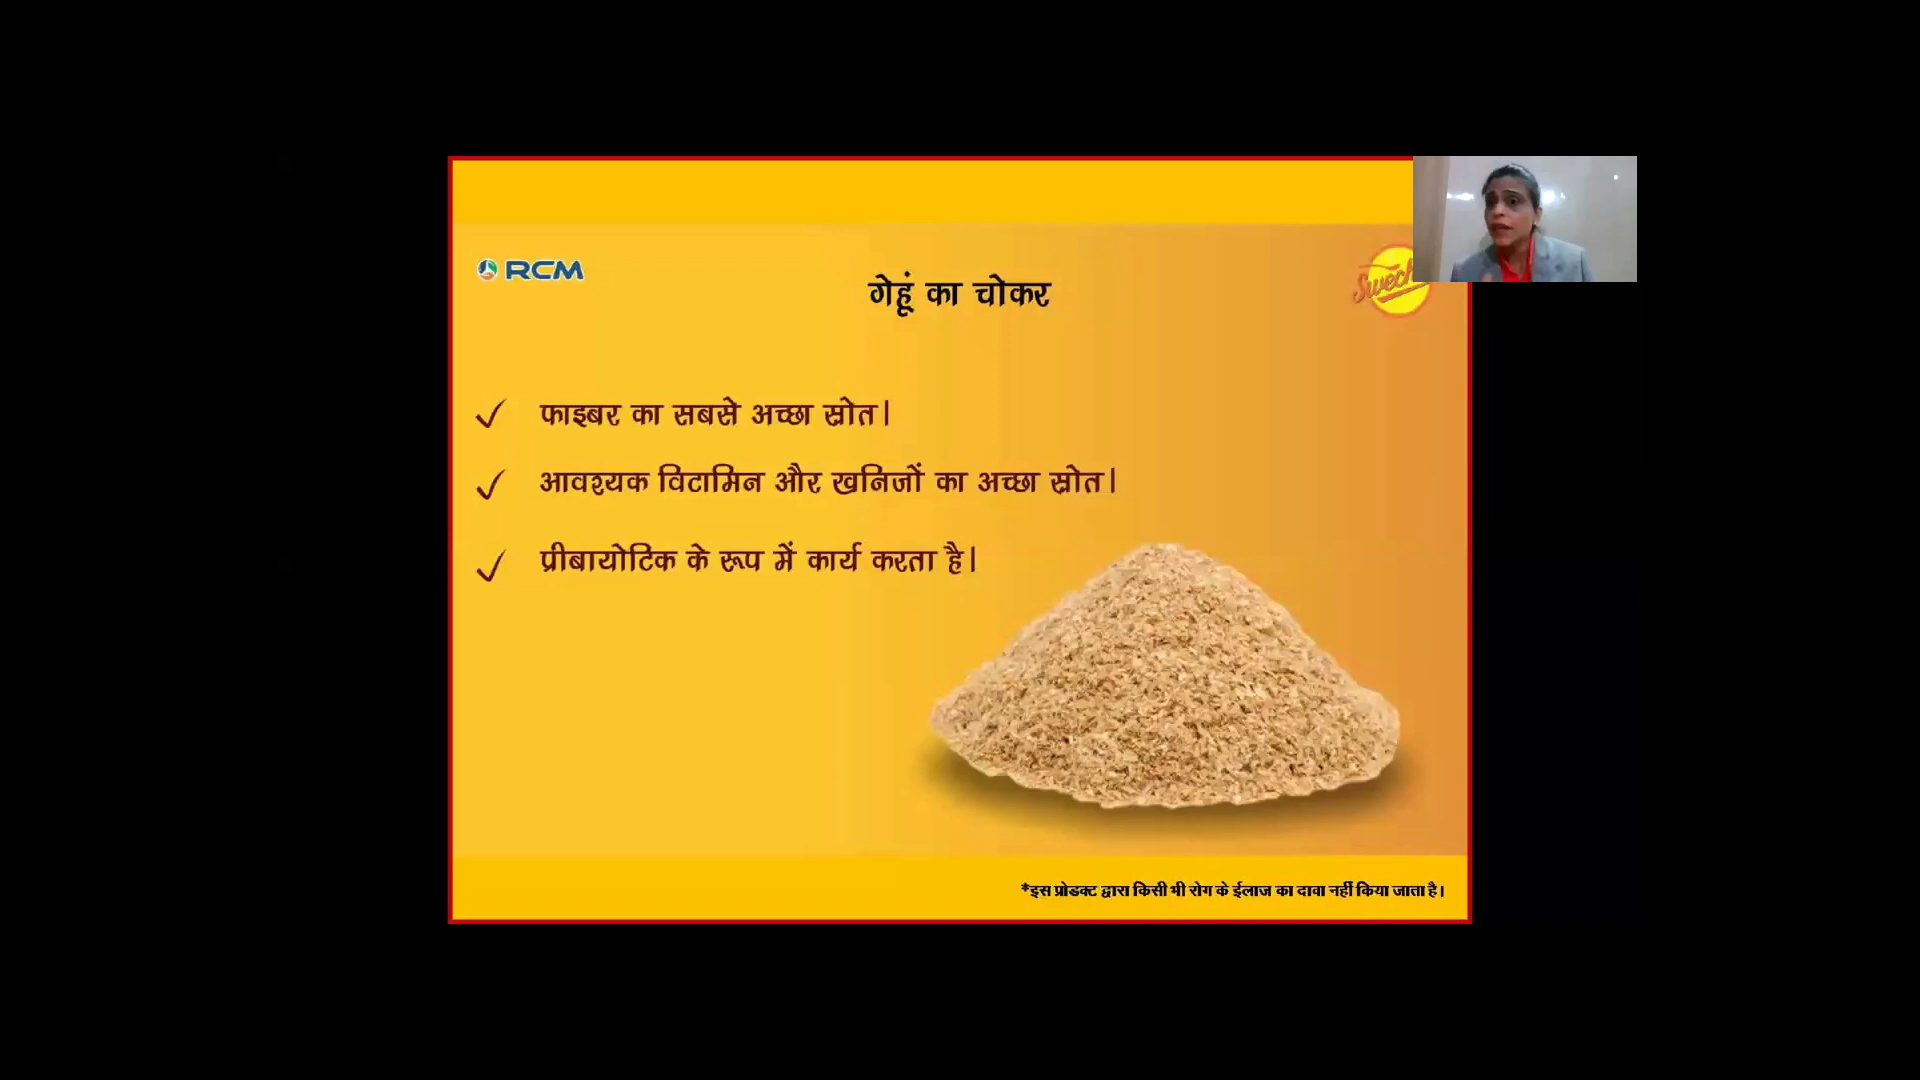 RCM
गेहूं का चोकर
फाइबर का सबसे अच्छा स्रोत।
आवश्यक विटामिन और खनिजों का अच्छा स्रोत।
प्रीबायोटिक के रूप में कार्य करता है।
*इस प्रोडक्ट द्वारा किसी भी रोग के ईलाज का दावा नहीं किया जाता है।